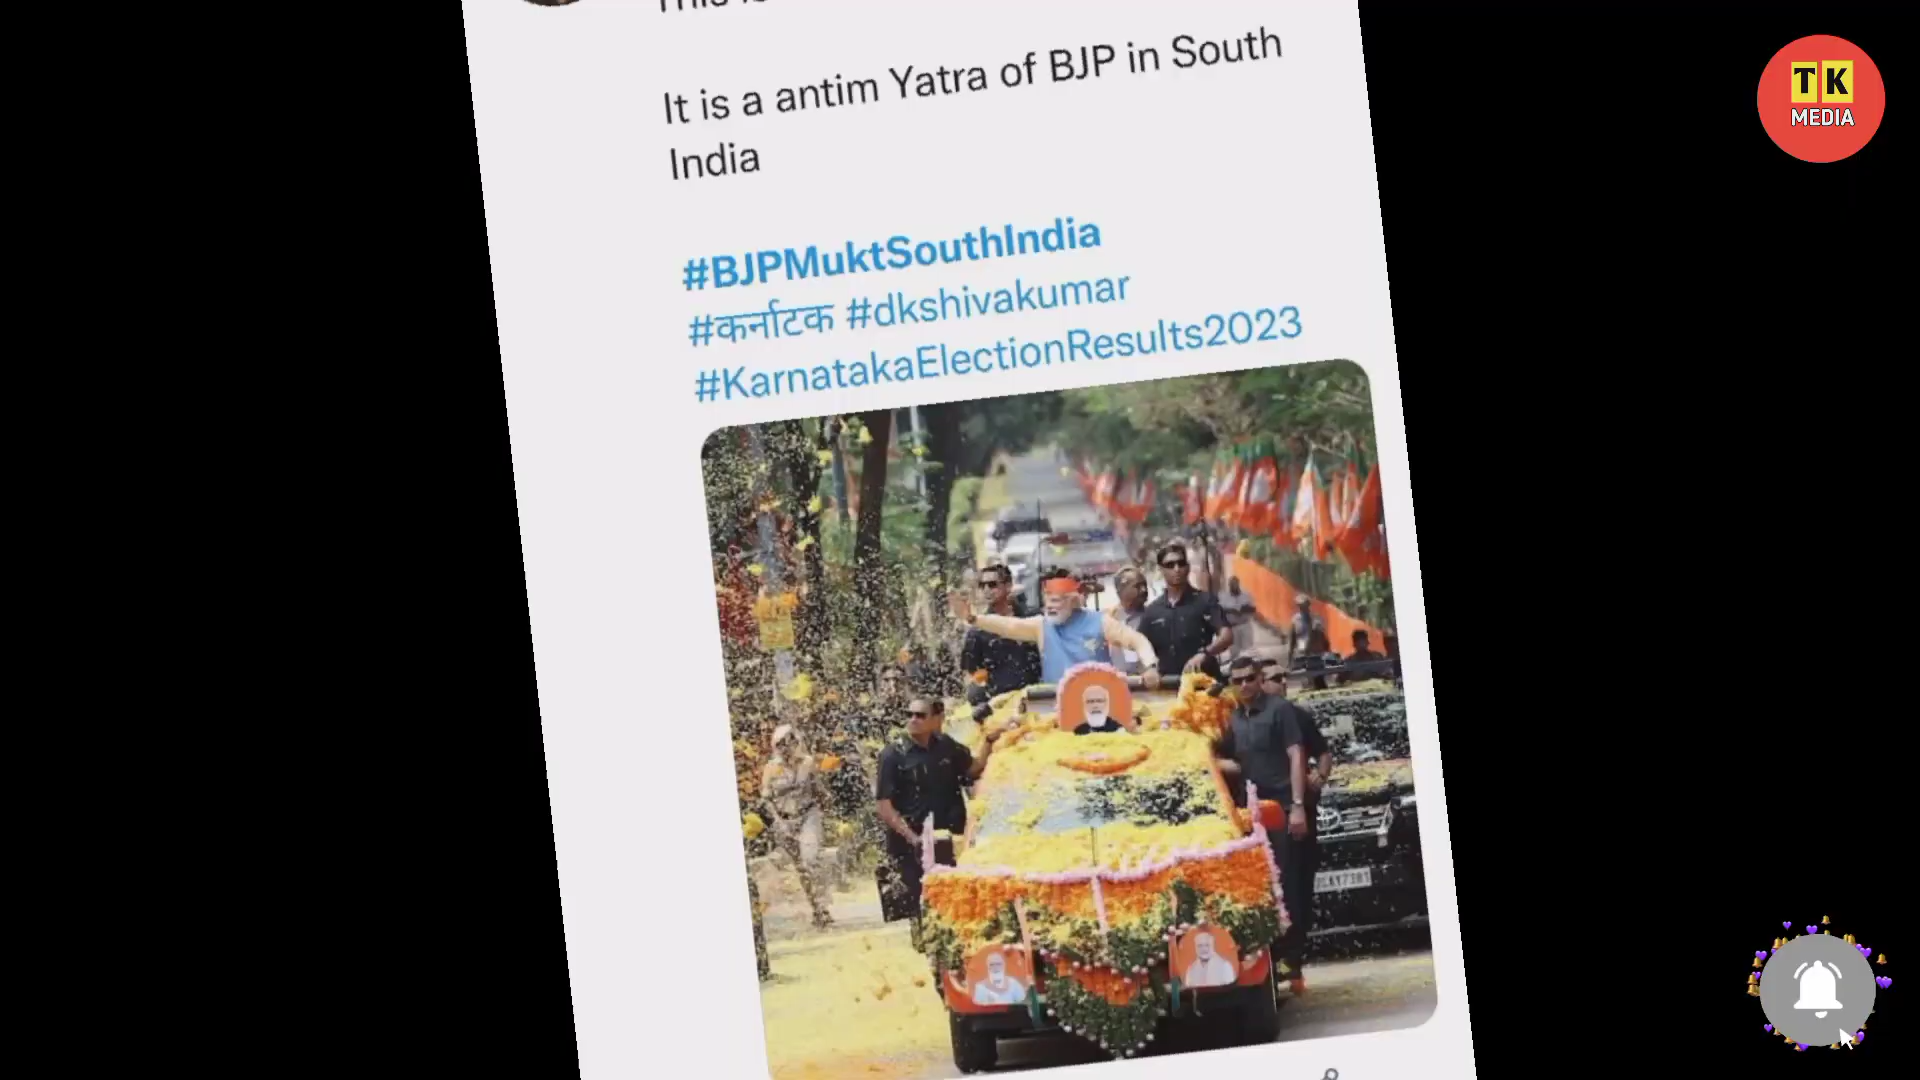 It is a antim Yatra of BJP in South
India
#BJPMuktSouthIndia
#कर्नाटक #dkshivakumar
#KarnatakaElectionResults2023
TK
MEDIA